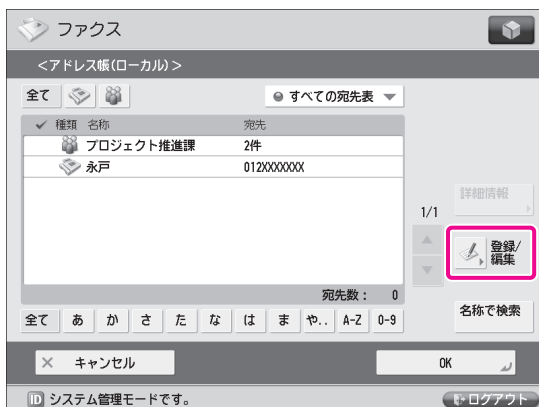 ファクス
＜アドレス帳(ローカル)＞
全て
すべての宛先表
種類 名称 宛先
プロジェクト推進課 2件
永戸 012XXXXXXX
詳細情報
1/1
登録/
編集
宛先数： 0
全て あ か さ た な は ま や.. A-Z 0-9
名称で検索
キャンセル OK
ID システム管理モードです。 ログアウト